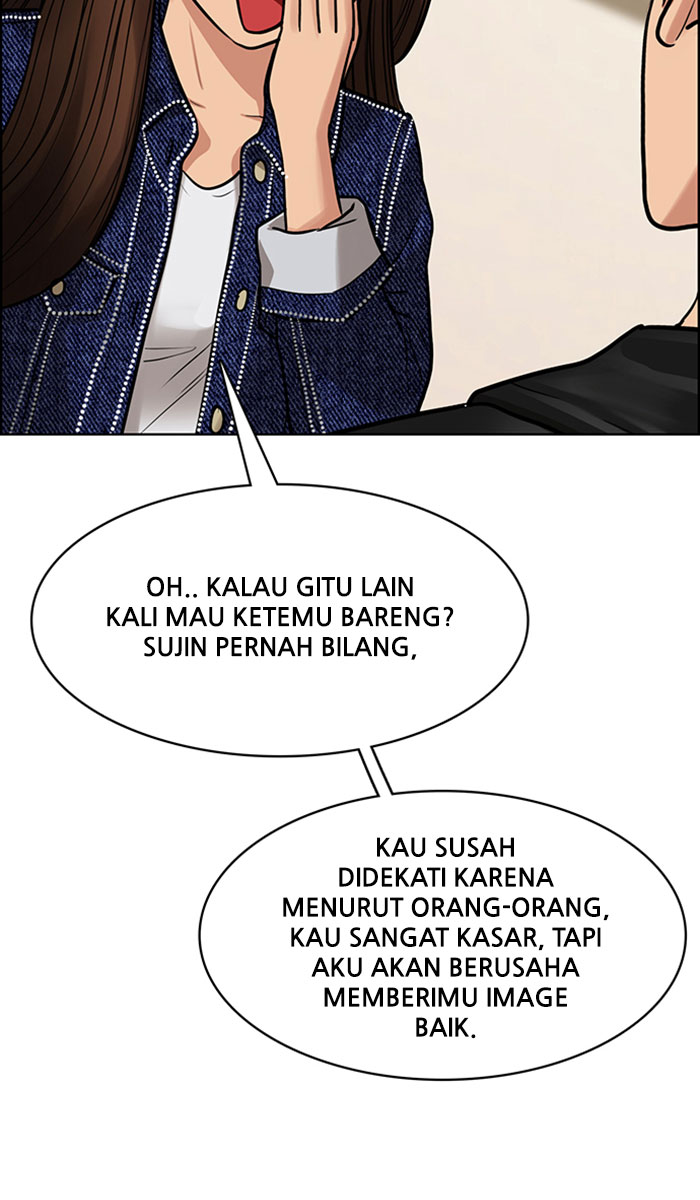 OH.. KALAU GITU LAIN
KALI MAU KETEMU BARENG?
SUJIN PERNAH BILANG,
KAU SUSAH
DIDEKATI KARENA
MENURUT ORANG-ORANG,
KAU SANGAT KASAR, TAPI
AKU AKAN BERUSAHA
MEMBERIMU IMAGE
BAIK.